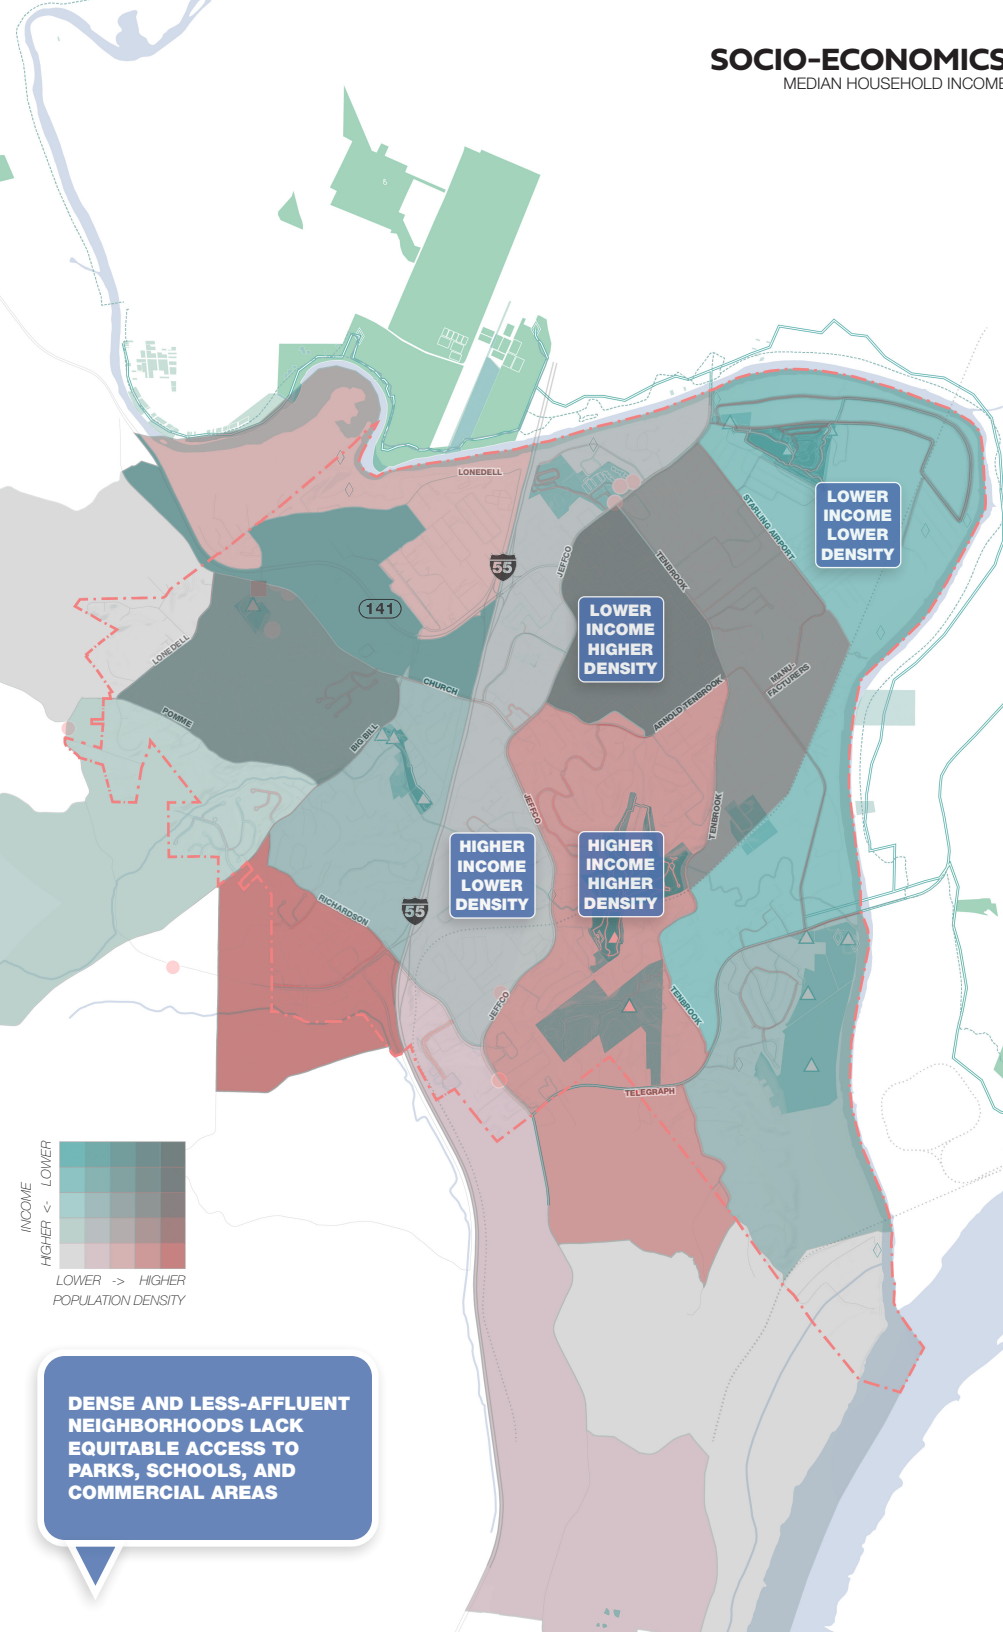 SOCIO-ECONOMICS
MEDIAN HOUSEHOLD INCOME
LONEDELL
STARLING AIRPORT
LOWER
INCOME
LOWER
DENSITY
55
JEFFCO
TENBROOK
141
LOWER
INCOME
HIGHER
DENSITY
LONEDELL
CHURCH
MANU-
FACTURERS
ARNOLD TENBROOK
POMME
BIG BILL
JEFFCO
TENBROOK
HIGHER
INCOME
LOWER
DENSITY
HIGHER
INCOME
HIGHER
DENSITY
RICHARDSON
55
JEFFCO
TENBROOK
TELEGRAPH
INCOME
HIGHER <- LOWER
LOWER -> HIGHER
POPULATION DENSITY
DENSE AND LESS-AFFLUENT
NEIGHBORHOODS LACK
EQUITABLE ACCESS TO
PARKS, SCHOOLS, AND
COMMERCIAL AREAS